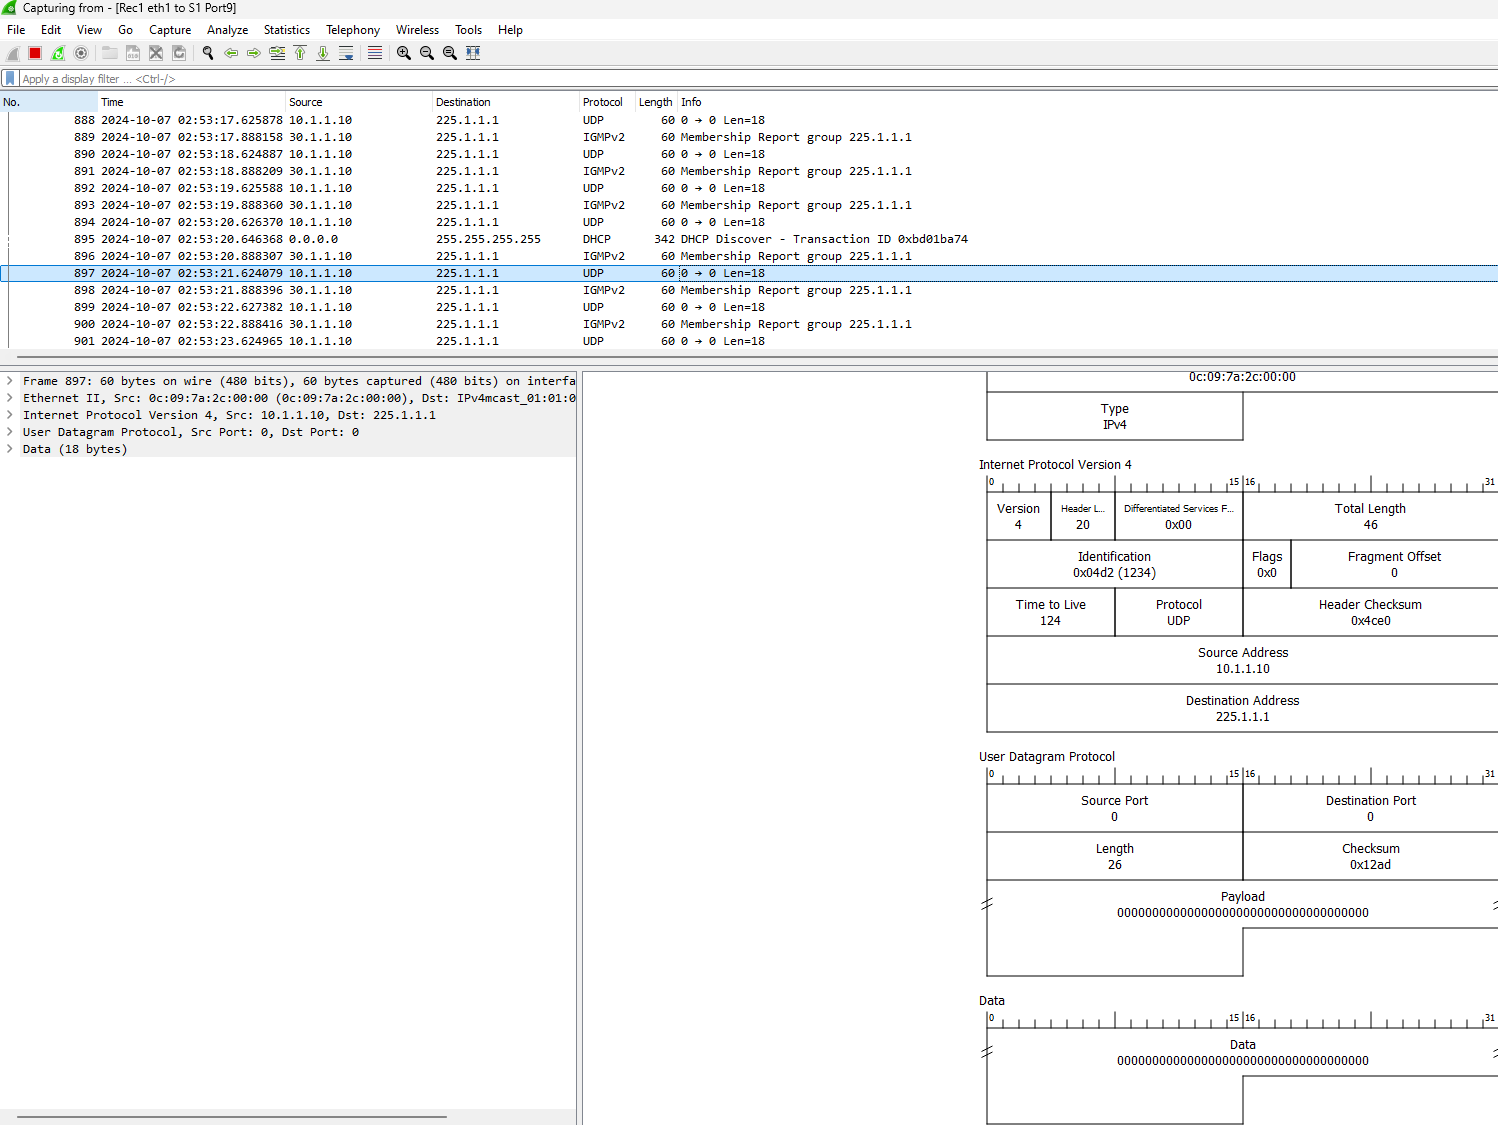 Capturing from - [Rec1 eth1 to S1 Port9]
File Edit View Go Capture Analyze Statistics Telephony Wireless Tools Help
Apply a display filter ... <Ctrl-/>
No. Time Source Destination Protocol Length Info
888 2024-10-07 02:53:17.625878 10.1.1.10 225.1.1.1 UDP 60 0 → 0 Len=18
889 2024-10-07 02:53:17.888158 30.1.1.10 225.1.1.1 IGMPv2 60 Membership Report group 225.1.1.1
890 2024-10-07 02:53:18.624887 10.1.1.10 225.1.1.1 UDP 60 0 → 0 Len=18
891 2024-10-07 02:53:18.888209 30.1.1.10 225.1.1.1 IGMPv2 60 Membership Report group 225.1.1.1
892 2024-10-07 02:53:19.625588 10.1.1.10 225.1.1.1 UDP 60 0 → 0 Len=18
893 2024-10-07 02:53:19.888360 30.1.1.10 225.1.1.1 IGMPv2 60 Membership Report group 225.1.1.1
894 2024-10-07 02:53:20.626370 10.1.1.10 225.1.1.1 UDP 60 0 → 0 Len=18
895 2024-10-07 02:53:20.646368 0.0.0.0 255.255.255.255 DHCP 342 DHCP Discover - Transaction ID 0xbd01ba74
896 2024-10-07 02:53:20.888307 30.1.1.10 225.1.1.1 IGMPv2 60 Membership Report group 225.1.1.1
897 2024-10-07 02:53:21.624079 10.1.1.10 225.1.1.1 UDP 60 0 → 0 Len=18
898 2024-10-07 02:53:21.888396 30.1.1.10 225.1.1.1 IGMPv2 60 Membership Report group 225.1.1.1
899 2024-10-07 02:53:22.627382 10.1.1.10 225.1.1.1 UDP 60 0 → 0 Len=18
900 2024-10-07 02:53:22.888416 30.1.1.10 225.1.1.1 IGMPv2 60 Membership Report group 225.1.1.1
901 2024-10-07 02:53:23.624965 10.1.1.10 225.1.1.1 UDP 60 0 → 0 Len=18
Frame 897: 60 bytes on wire (480 bits), 60 bytes captured (480 bits) on interfa
Ethernet II, Src: 0c:09:7a:2c:00:00 (0c:09:7a:2c:00:00), Dst: IPv4mcast_01:01:0
Internet Protocol Version 4, Src: 10.1.1.10, Dst: 225.1.1.1
User Datagram Protocol, Src Port: 0, Dst Port: 0
Data (18 bytes)
0c:09:7a:2c:00:00
Type
IPv4
Internet Protocol Version 4
0 15 16 31
Version Header L... Differentiated Services F... Total Length
4 20 0x00 46
Identification Flags Fragment Offset
0x04d2 (1234) 0x0 0
Time to Live Protocol Header Checksum
124 UDP 0x4ce0
Source Address
10.1.1.10
Destination Address
225.1.1.1
User Datagram Protocol
0 15 16 31
Source Port Destination Port
0 0
Length Checksum
26 0x12ad
Payload
000000000000000000000000000000000000
Data
0 15 16 31
Data
000000000000000000000000000000000000